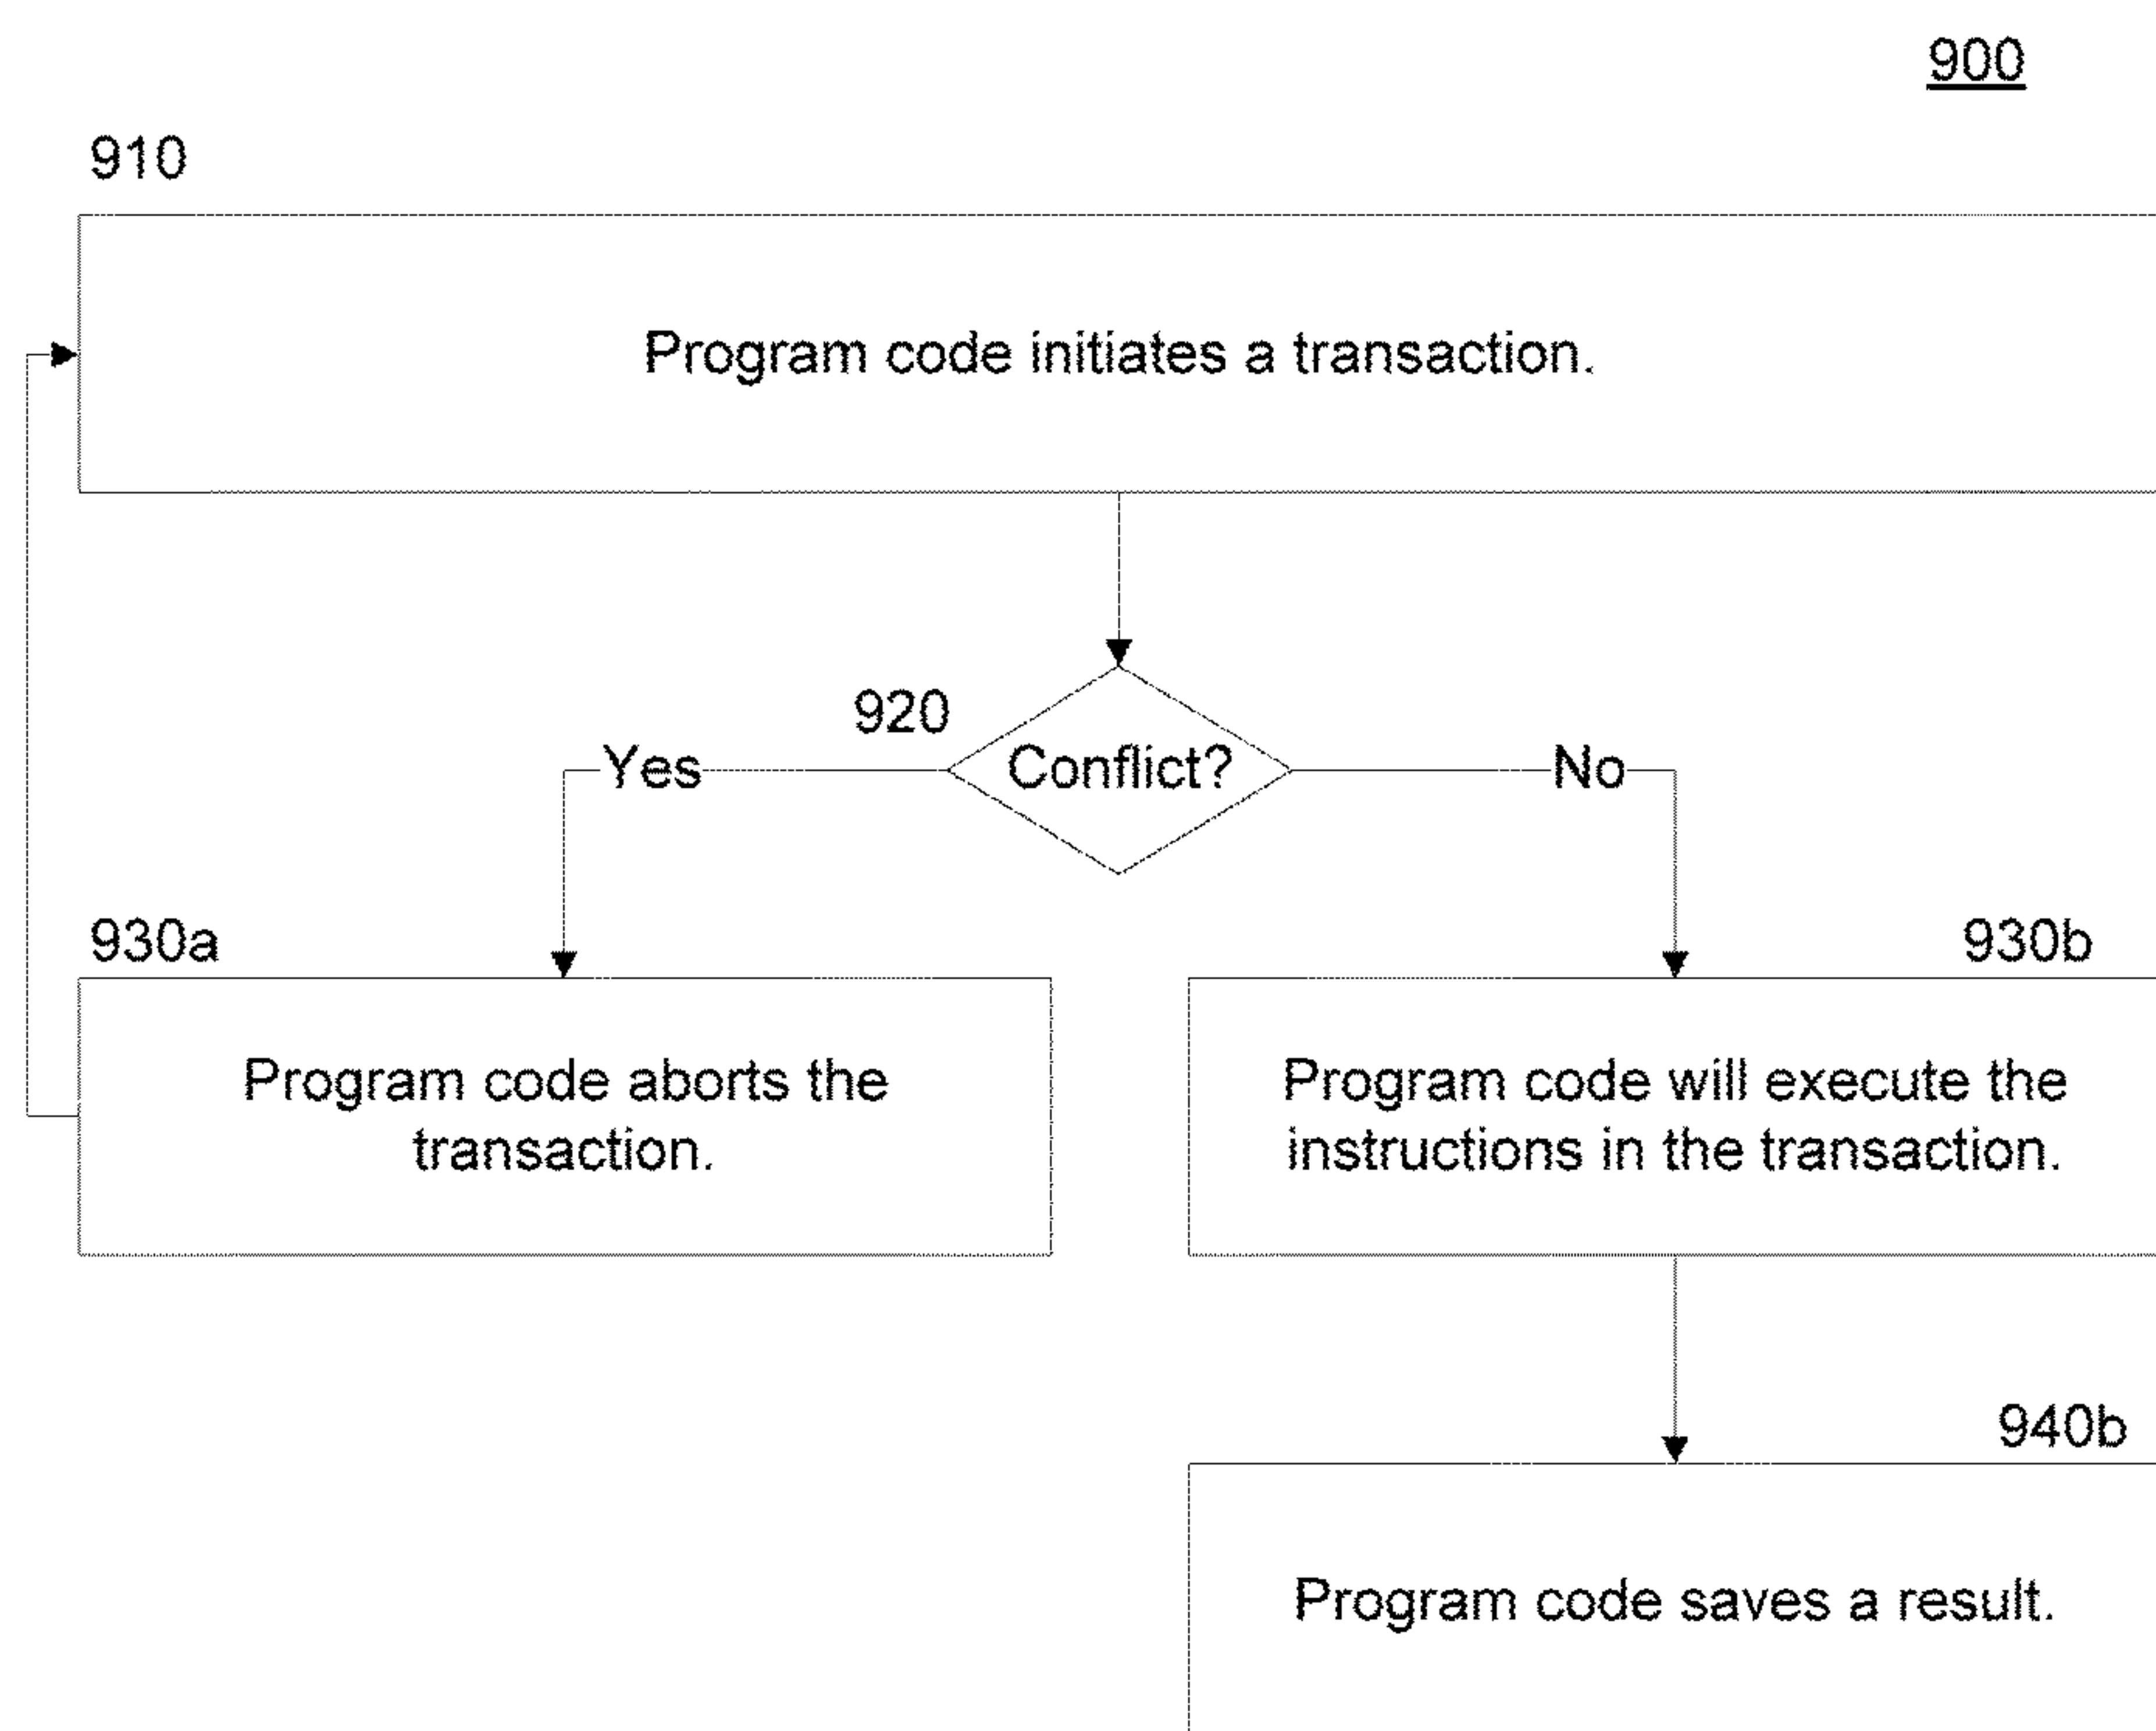 900
910
Program code initiates a transaction.
920
Conflict?
Yes
No
930a
930b
Program code aborts the
transaction.
Program code will execute the
instructions in the transaction.
940b
Program code saves a result.